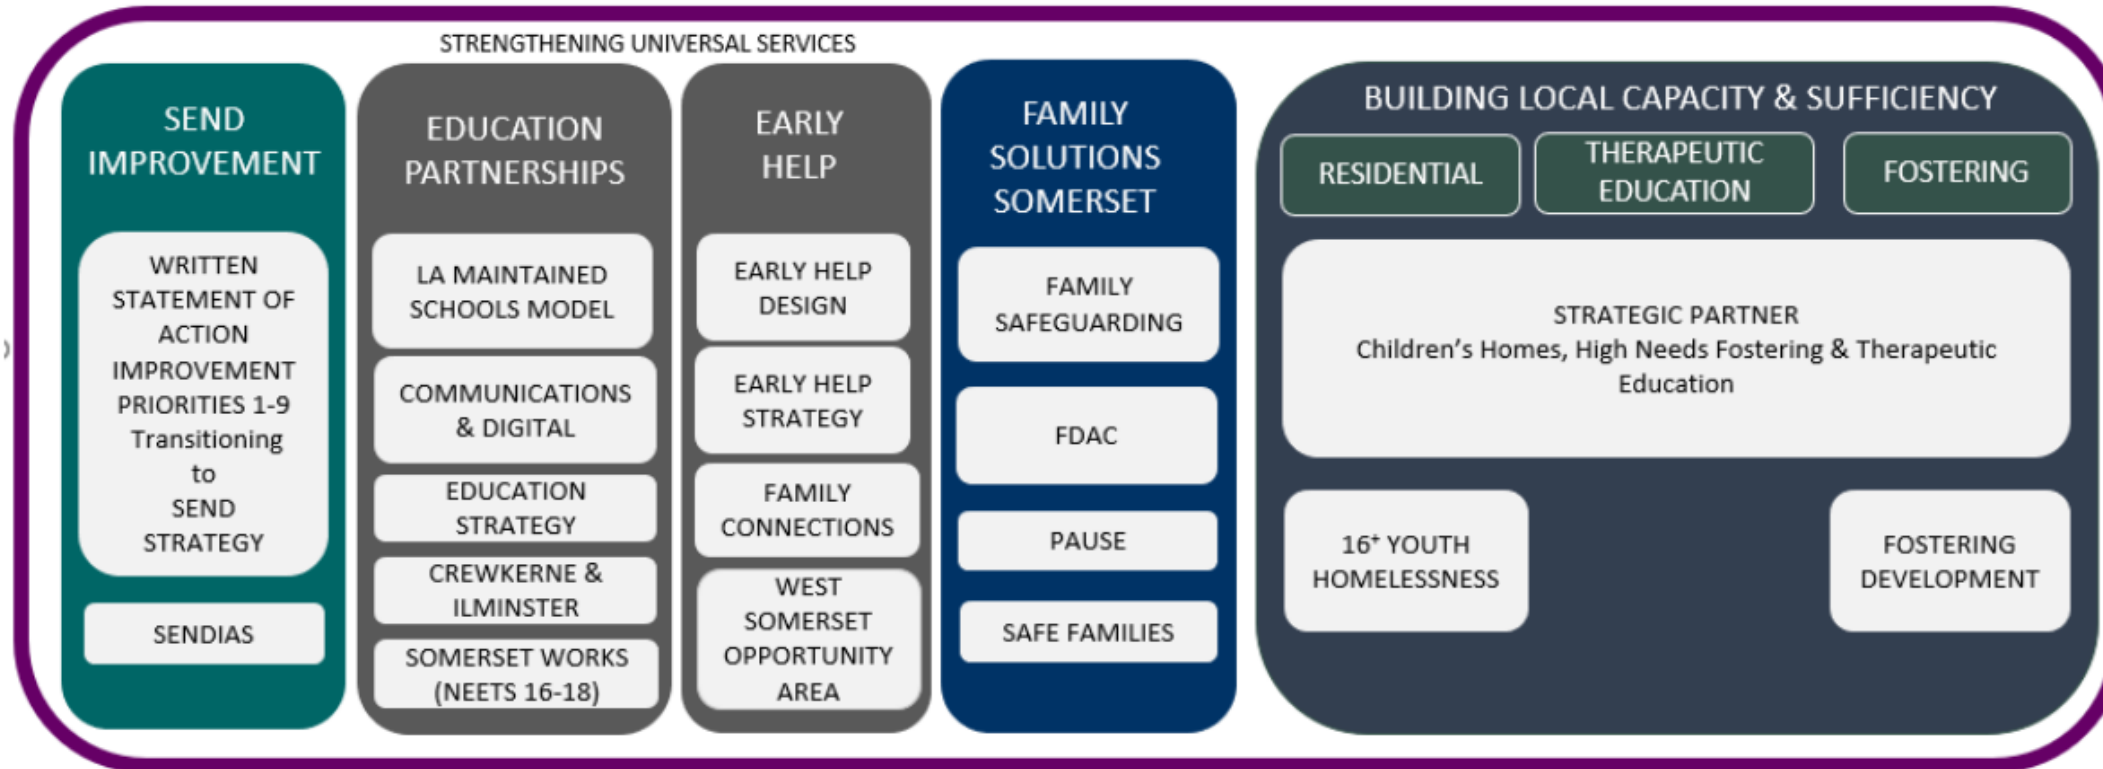 STRENGTHENING UNIVERSAL SERVICES
SEND
IMPROVEMENT
WRITTEN
STATEMENT OF
ACTION
IMPROVEMENT
PRIORITIES 1-9
Transitioning
to
SEND
STRATEGY
SENDIAS
EDUCATION
PARTNERSHIPS
LA MAINTAINED
SCHOOLS MODEL
COMMUNICATIONS
& DIGITAL
EDUCATION
STRATEGY
CREWKERNE &
ILMINSTER
SOMERSET WORKS
(NEETS 16-18)
EARLY
HELP
EARLY HELP
DESIGN
EARLY HELP
STRATEGY
FAMILY
CONNECTIONS
WEST
SOMERSET
OPPORTUNITY
AREA
FAMILY
SOLUTIONS
SOMERSET
FAMILY
SAFEGUARDING
FDAC
PAUSE
SAFE FAMILIES
BUILDING LOCAL CAPACITY & SUFFICIENCY
RESIDENTIAL
THERAPEUTIC
EDUCATION
FOSTERING
STRATEGIC PARTNER
Children's Homes, High Needs Fostering & Therapeutic
Education
16⁺ YOUTH
HOMELESSNESS
FOSTERING
DEVELOPMENT